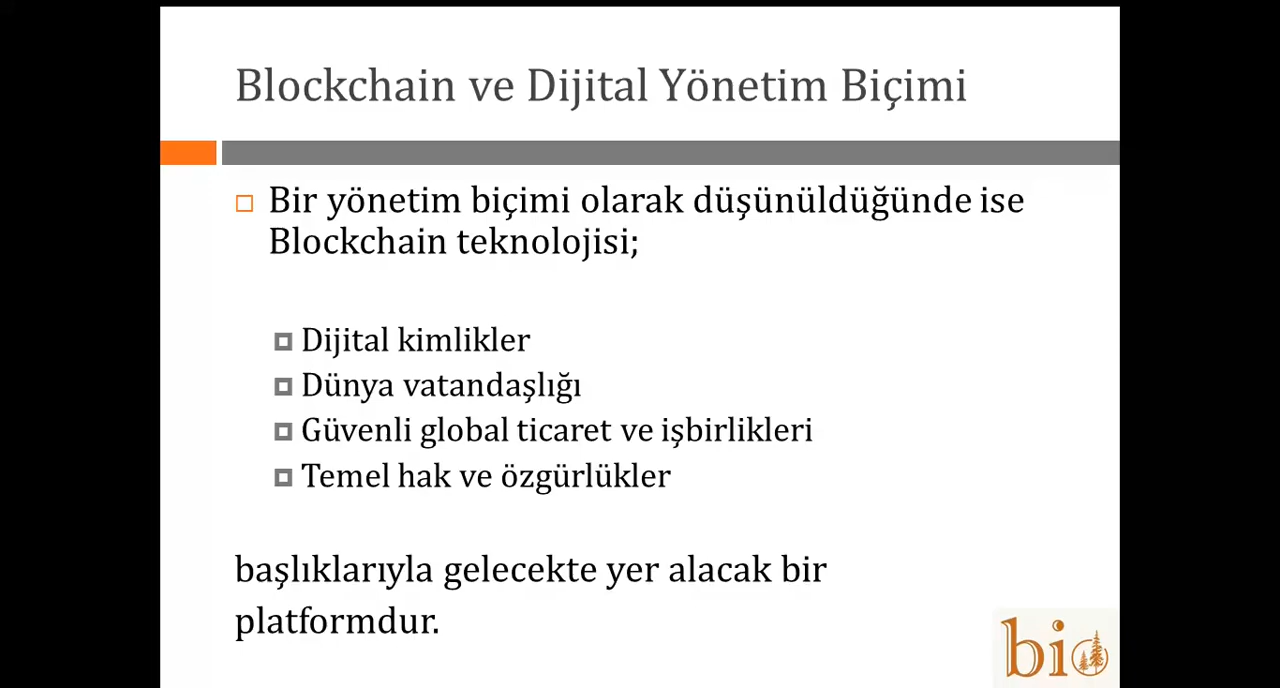 Blockchain ve Dijital Yönetim Biçimi
Bir yönetim biçimi olarak düşünüldüğünde ise
Blockchain teknolojisi;
Dijital kimlikler
Dünya vatandaşlığı
Güvenli global ticaret ve işbirlikleri
Temel hak ve özgürlükler
başlıklarıyla gelecekte yer alacak bir
platformdur.
bio